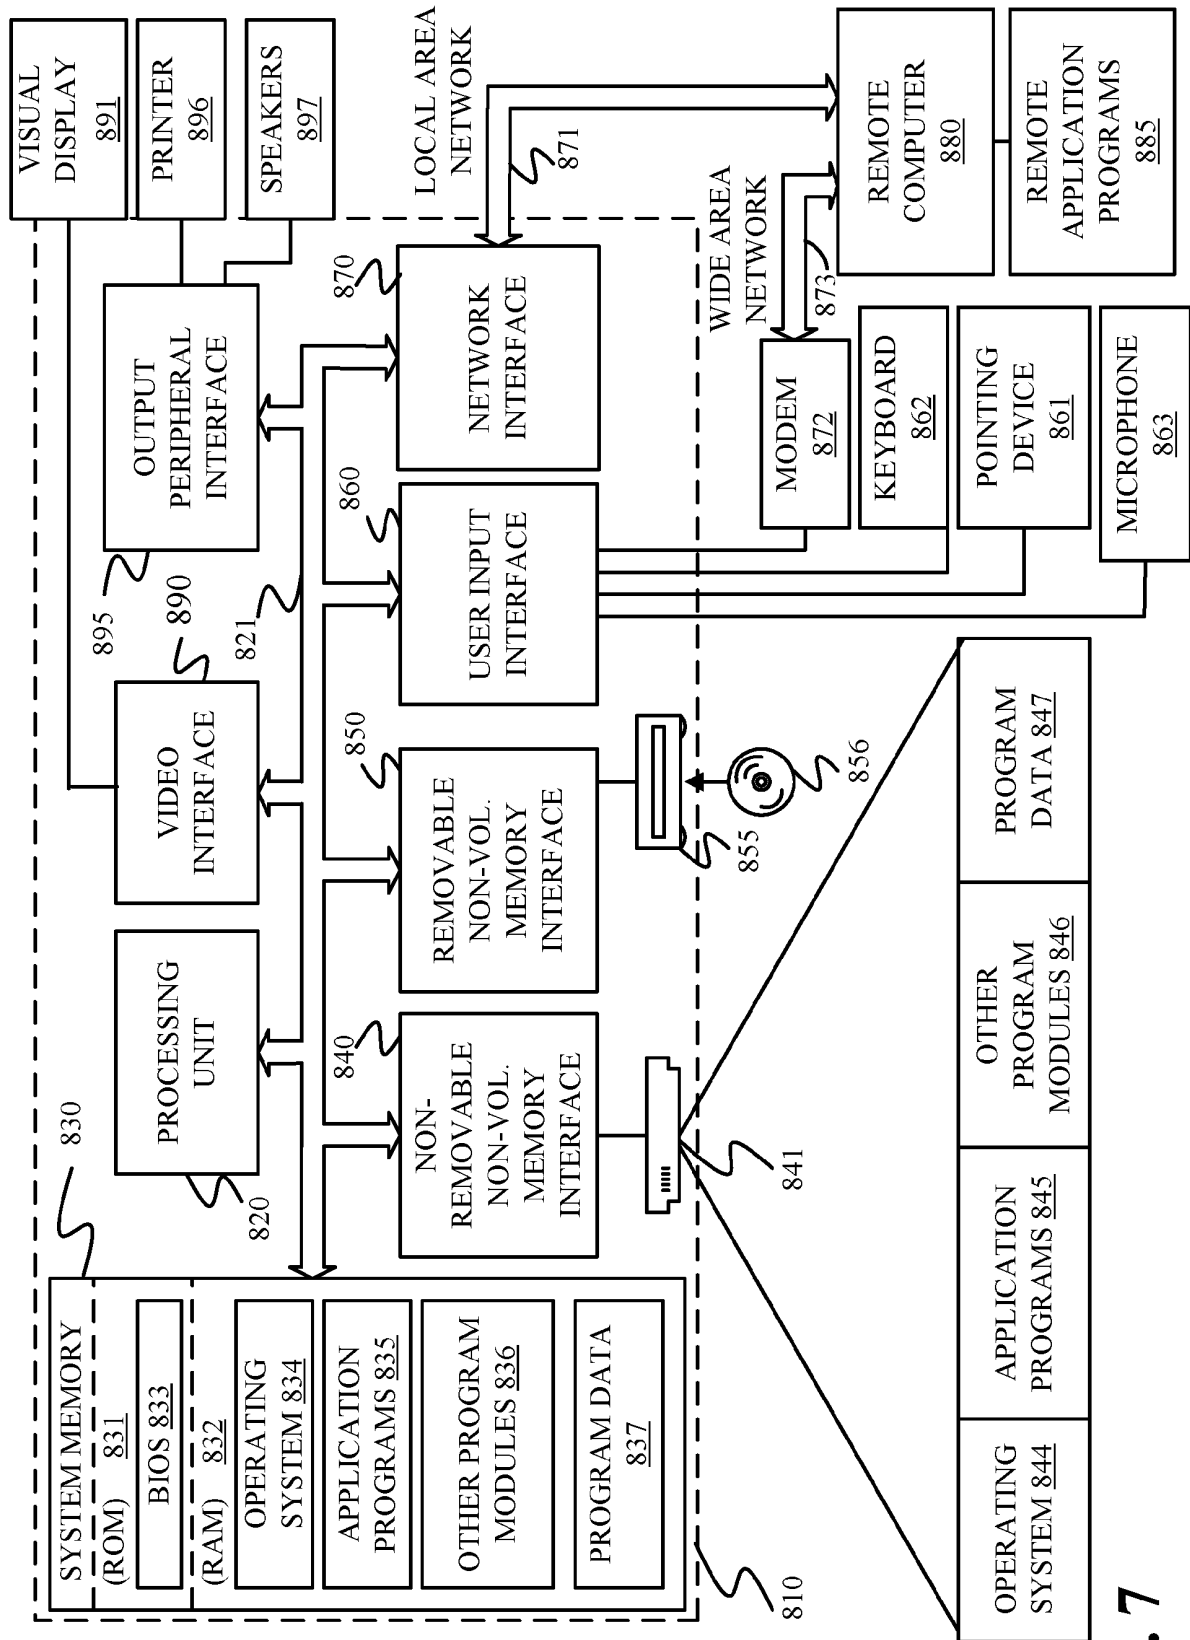 SYSTEM MEMORY
(ROM) 831
BIOS 833
(RAM) 832
OPERATING
SYSTEM 834
APPLICATION
PROGRAMS 835
OTHER PROGRAM
MODULES 836
PROGRAM DATA
837
830
820
PROCESSING
UNIT
VIDEO
INTERFACE
890
895
OUTPUT
PERIPHERAL
INTERFACE
821
VISUAL
DISPLAY
891
PRINTER
896
SPEAKERS
897
840
NON-
REMOVABLE
NON-VOL.
MEMORY
INTERFACE
850
REMOVABLE
NON-VOL.
MEMORY
INTERFACE
860
USER INPUT
INTERFACE
870
NETWORK
INTERFACE
LOCAL AREA
NETWORK
871
810
841
855
856
WIDE AREA
NETWORK
873
MODEM
872
KEYBOARD
862
POINTING
DEVICE
861
MICROPHONE
863
REMOTE
COMPUTER
880
REMOTE
APPLICATION
PROGRAMS
885
OPERATING
SYSTEM 844
APPLICATION
PROGRAMS 845
OTHER
PROGRAM
MODULES 846
PROGRAM
DATA 847
. 7